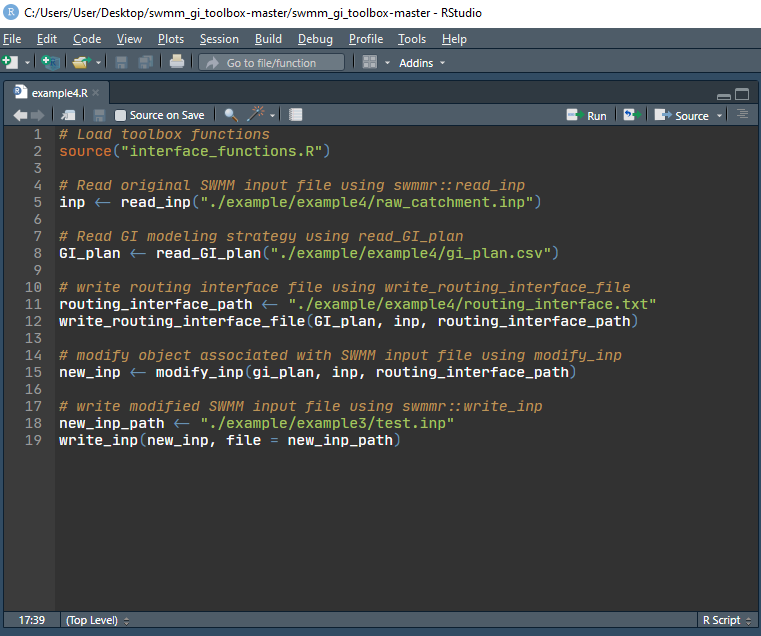 C:/Users/User/Desktop/swmm_gi_toolbox-master/swmm_gi_toolbox-master - RStudio
File Edit Code View Plots Session Build Debug Profile Tools Help
Go to file/function Addins
example4.R
Source on Save Run Source
1 # Load toolbox functions
2 source("interface_functions.R")
3
4 # Read original SWMM input file using swmmr::read_inp
5 inp <- read_inp("./example/example4/raw_catchment.inp")
6
7 # Read GI modeling strategy using read_GI_plan
8 GI_plan <- read_GI_plan("./example/example4/gi_plan.csv")
9
10 # write routing interface file using write_routing_interface_file
11 routing_interface_path <- "./example/example4/routing_interface.txt"
12 write_routing_interface_file(GI_plan, inp, routing_interface_path)
13
14 # modify object associated with SWMM input file using modify_inp
15 new_inp <- modify_inp(gi_plan, inp, routing_interface_path)
16
17 # write modified SWMM input file using swmmr::write_inp
18 new_inp_path <- "./example/example3/test.inp"
19 write_inp(new_inp, file = new_inp_path)
17:39 (Top Level) R Script